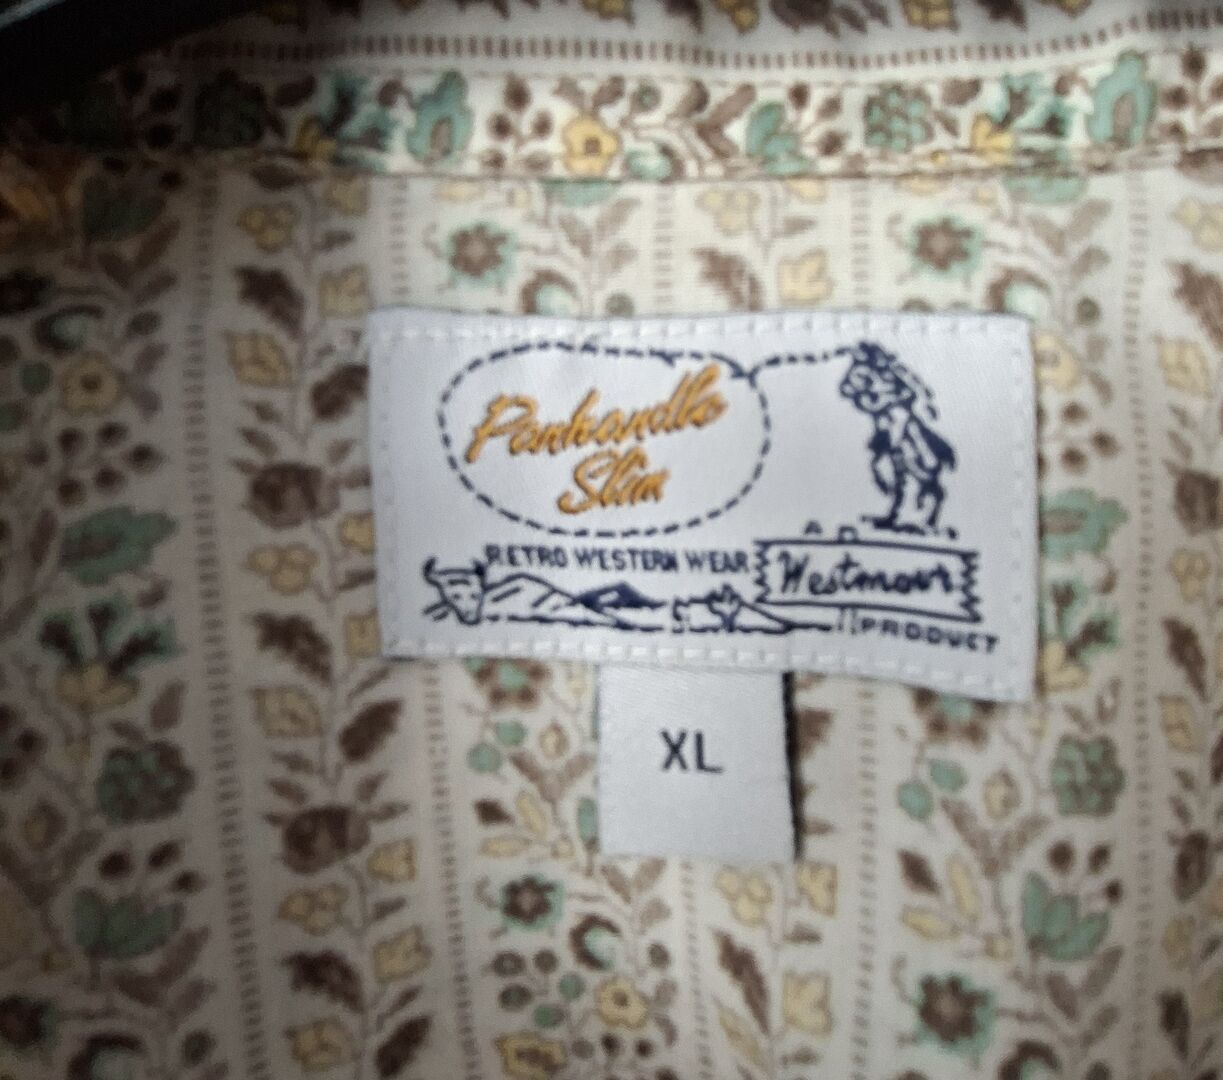 Panhandle
Slim
RETRO WESTERN WEAR
A
Westmoor
PRODUCT
XL